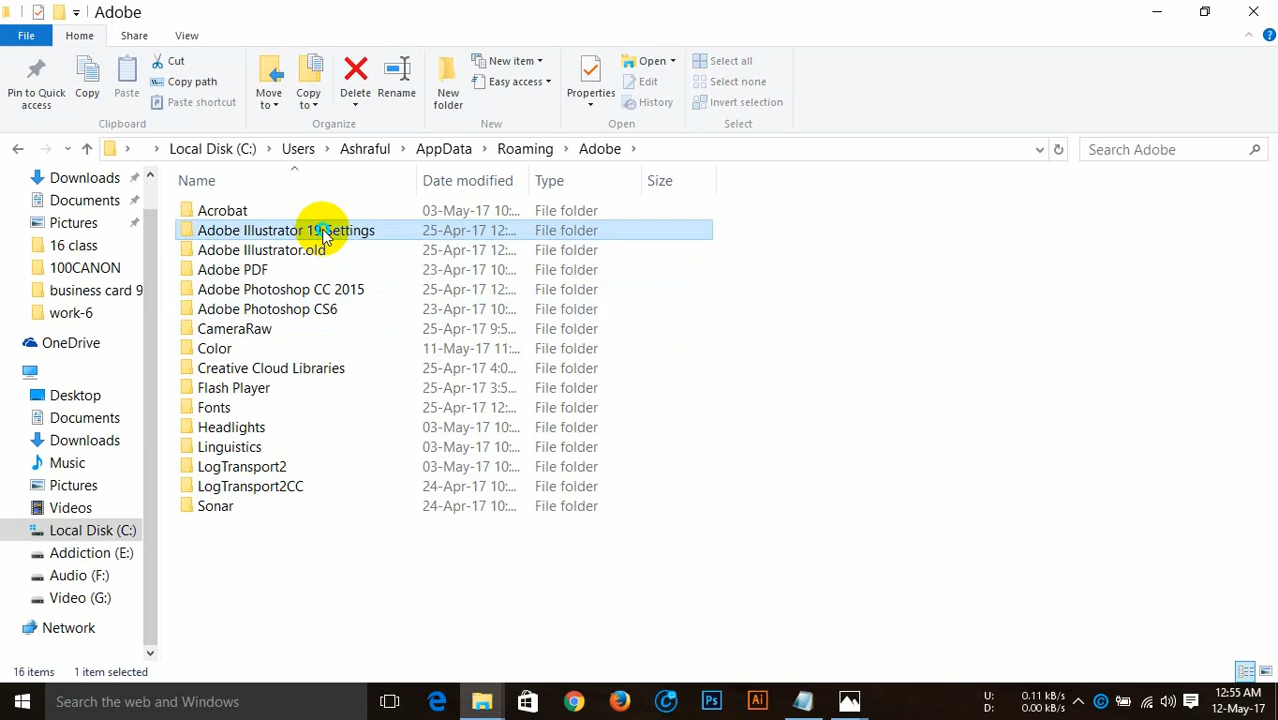 Adobe
File Home Share View
Pin to Quick access
Copy
Paste
Cut
Copy path
Paste shortcut
Clipboard
Move to
Copy to
Delete
Rename
Organize
New folder
New item
Easy access
New
Properties
Open
Edit
History
Open
Select all
Select none
Invert selection
Select
Local Disk (C:) Users Ashraful AppData Roaming Adobe
Search Adobe
Downloads
Documents
Pictures
16 class
100CANON
business card 9
work-6
OneDrive
Desktop
Documents
Downloads
Music
Pictures
Videos
Local Disk (C:)
Addiction (E:)
Audio (F:)
Video (G:)
Network
Name Date modified Type Size
Acrobat 03-May-17 10:... File folder
Adobe Illustrator 19 Settings 25-Apr-17 12:... File folder
Adobe Illustrator.old 25-Apr-17 12:... File folder
Adobe PDF 23-Apr-17 10:... File folder
Adobe Photoshop CC 2015 25-Apr-17 12:... File folder
Adobe Photoshop CS6 23-Apr-17 10:... File folder
CameraRaw 25-Apr-17 9:5... File folder
Color 11-May-17 11:... File folder
Creative Cloud Libraries 25-Apr-17 4:0... File folder
Flash Player 25-Apr-17 3:5... File folder
Fonts 25-Apr-17 12:... File folder
Headlights 03-May-17 10:... File folder
Linguistics 03-May-17 10:... File folder
LogTransport2 03-May-17 10:... File folder
LogTransport2CC 24-Apr-17 10:... File folder
Sonar 24-Apr-17 10:... File folder
16 items 1 item selected
Search the web and Windows
Ps
Ai
U: 0.11 kB/s
D: 0.00 kB/s
12:55 AM
12-May-17